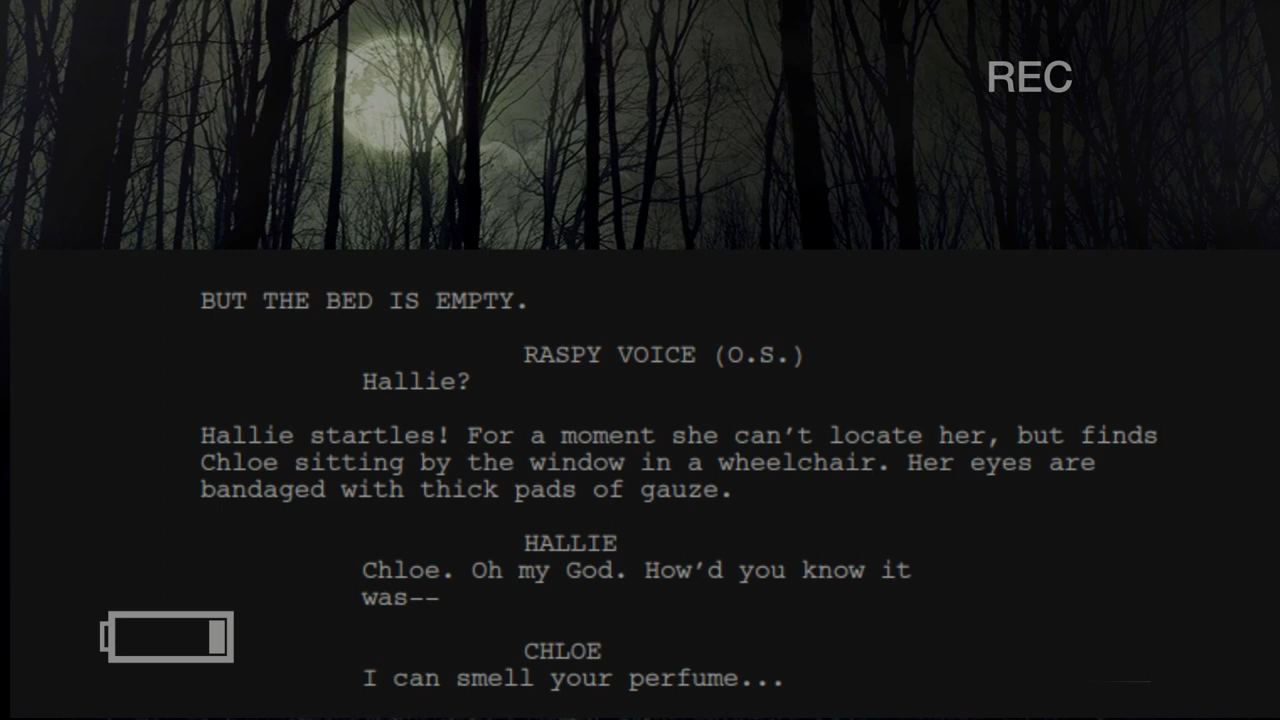 REC
BUT THE BED IS EMPTY.
RASPY VOICE (O.S.)
Hallie?
Hallie startles! For a moment she can’t locate her, but finds
Chloe sitting by the window in a wheelchair. Her eyes are
bandaged with thick pads of gauze.
HALLIE
Chloe. Oh my God. How’d you know it
was--
CHLOE
I can smell your perfume...